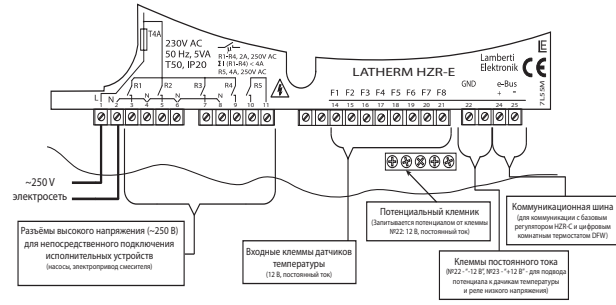 T4A
230V AC
50 Hz, 5VA
T50, IP20
R1-R4, 2A, 250V AC
Σ I (R1-R4) < 4A
R5, 4A, 250V AC
R1 R2 R3 R4 R5
L N N N
1 2 3 4 5 6 7 8 9 10 11
LATHERM HZR-E
Lamberti
Elektronik
CE
7L5 SM
F1 F2 F3 F4 F5 F6 F7 F8
GND
e-Bus
+ -
14 15 16 17 18 19 20 21 22 24 25
~250 V
электросеть
Разъёмы высокого напряжения (~250 В)
для непосредственного подключения
исполнительных устройств
(насосы, электропривод смесителя)
Входные клеммы датчиков
температуры
(12 В, постоянный ток)
Потенциальный клемник
(Запитывается потенциалом от клеммы
№22: 12 В, постоянный ток)
Клеммы постоянного тока
(№22 - "-12 В", №23 - "+12 В" - для подвода
потенциала к дачикам температуры
и реле низкого напряжения)
Коммуникационная шина
(для коммуникации с базовым
регулятором HZR-C и цифровым
комнатным термостатом DFW)